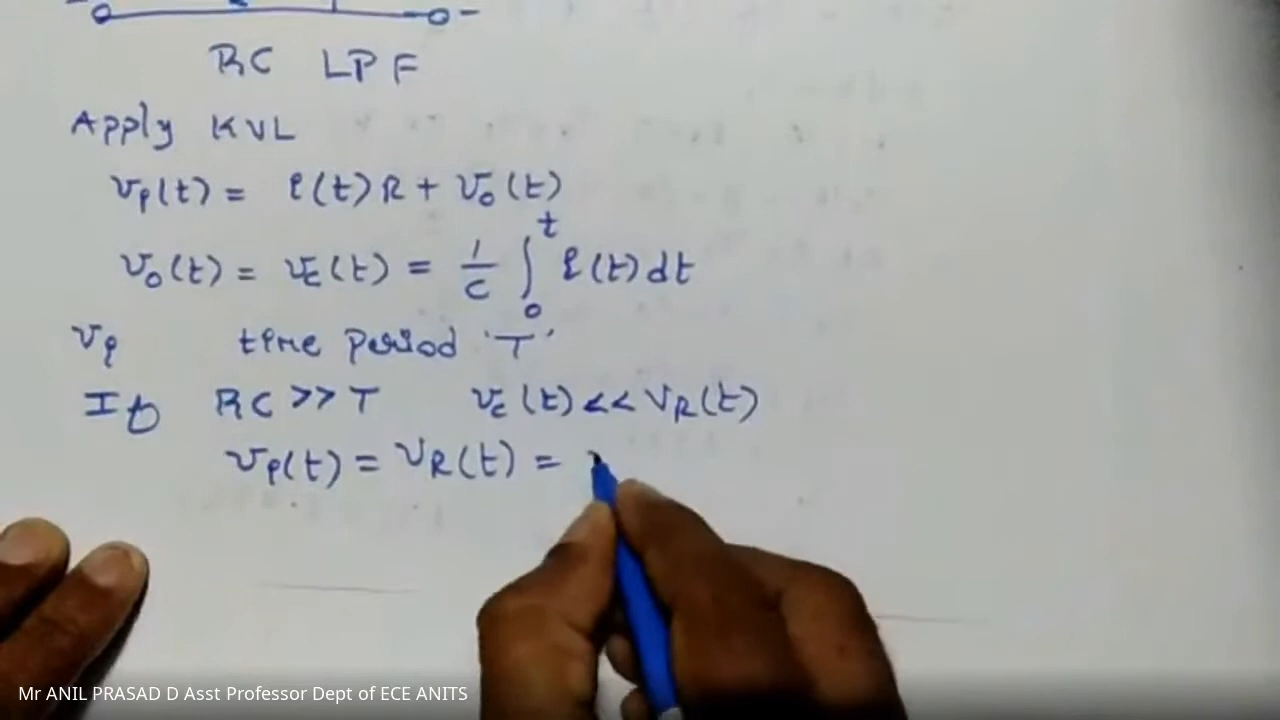 RC LPF
Apply KVL
vi(t) = i(t)R + vo(t)
vo(t) = vc(t) = 1/C ∫₀ᵗ i(t)dt
vi time period 'T'
If RC >> T vc(t) << VR(t)
vi(t) = VR(t) =
Mr ANIL PRASAD D Asst Professor Dept of ECE ANITS